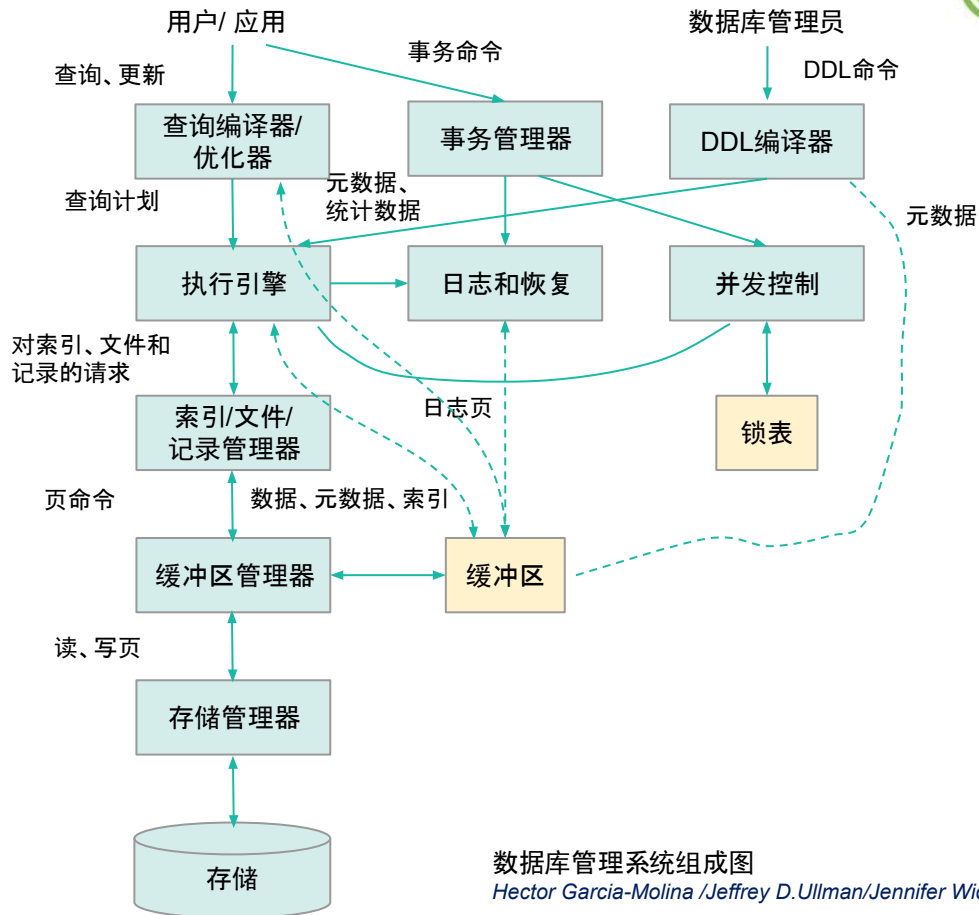 用户/ 应用
数据库管理员
事务命令
查询、更新
DDL命令
查询编译器/
优化器
事务管理器
DDL编译器
元数据、
统计数据
查询计划
元数据
执行引擎
日志和恢复
并发控制
对索引、文件和
记录的请求
索引/文件/
记录管理器
日志页
锁表
页命令
数据、元数据、索引
缓冲区管理器
缓冲区
读、写页
存储管理器
存储
数据库管理系统组成图
Hector Garcia-Molina /Jeffrey D.Ullman/Jennifer